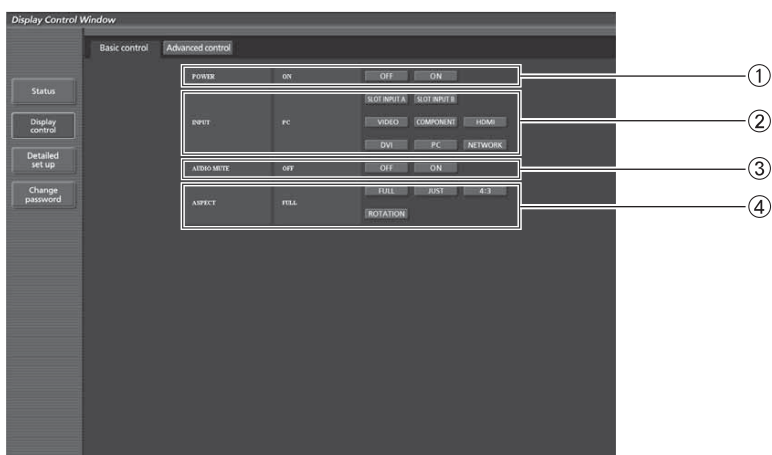 Display Control Window
Basic control Advanced control
Status
Display control
Detailed set up
Change password
POWER ON OFF ON ①
SLOT INPUT A SLOT INPUT B
INPUT PC VIDEO COMPONENT HDMI ②
DVI PC NETWORK
AUDIO MUTE OFF OFF ON ③
FULL JUST 4:3
ASPECT FULL ④
ROTATION